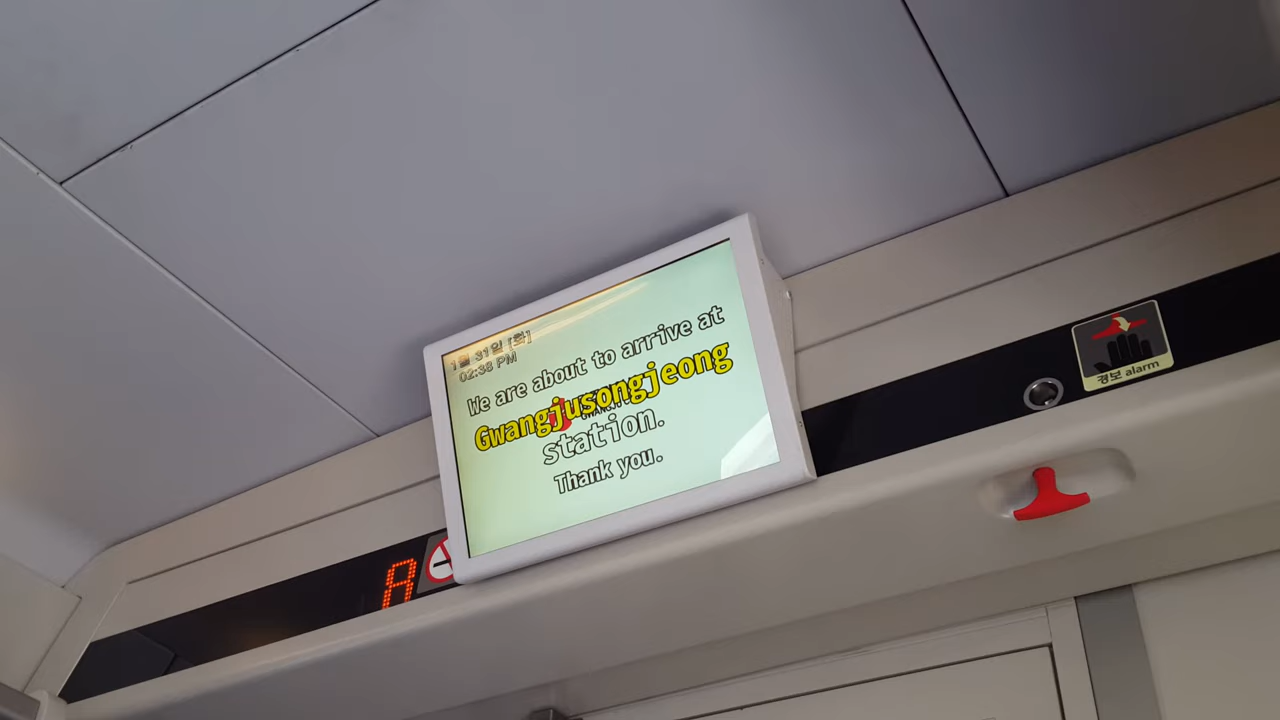 1월 31일 [화]
02:38 PM
We are about to arrive at
Gwangjusongjeong
station.
Thank you.
8
경보 alarm